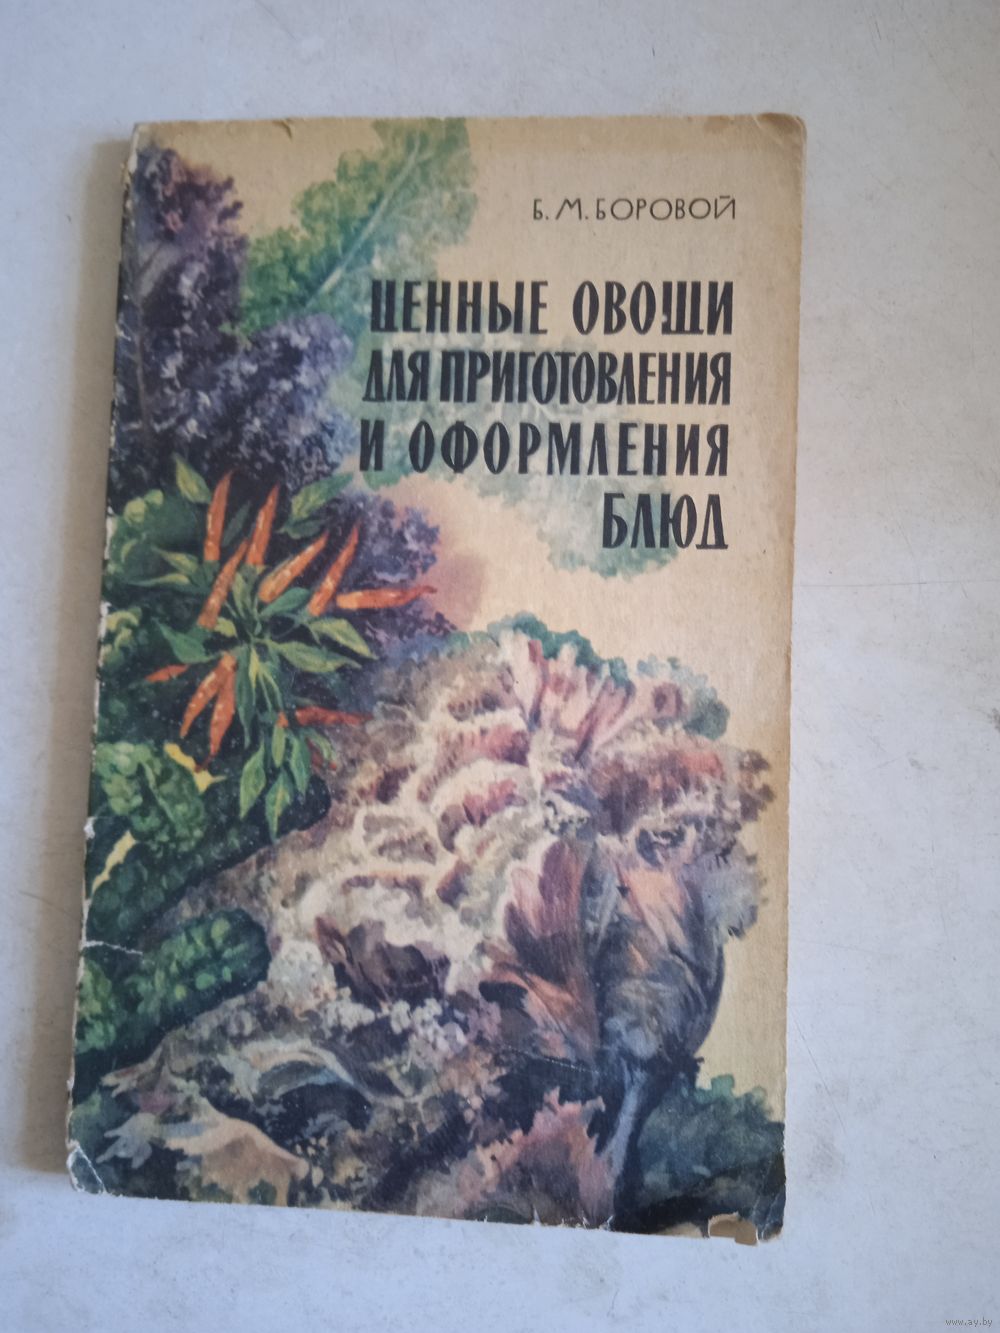 Б. М. БОРОВОЙ
ЦЕННЫЕ ОВОЩИ
ДЛЯ ПРИГОТОВЛЕНИЯ
И ОФОРМЛЕНИЯ
БЛЮД
www.ay.by